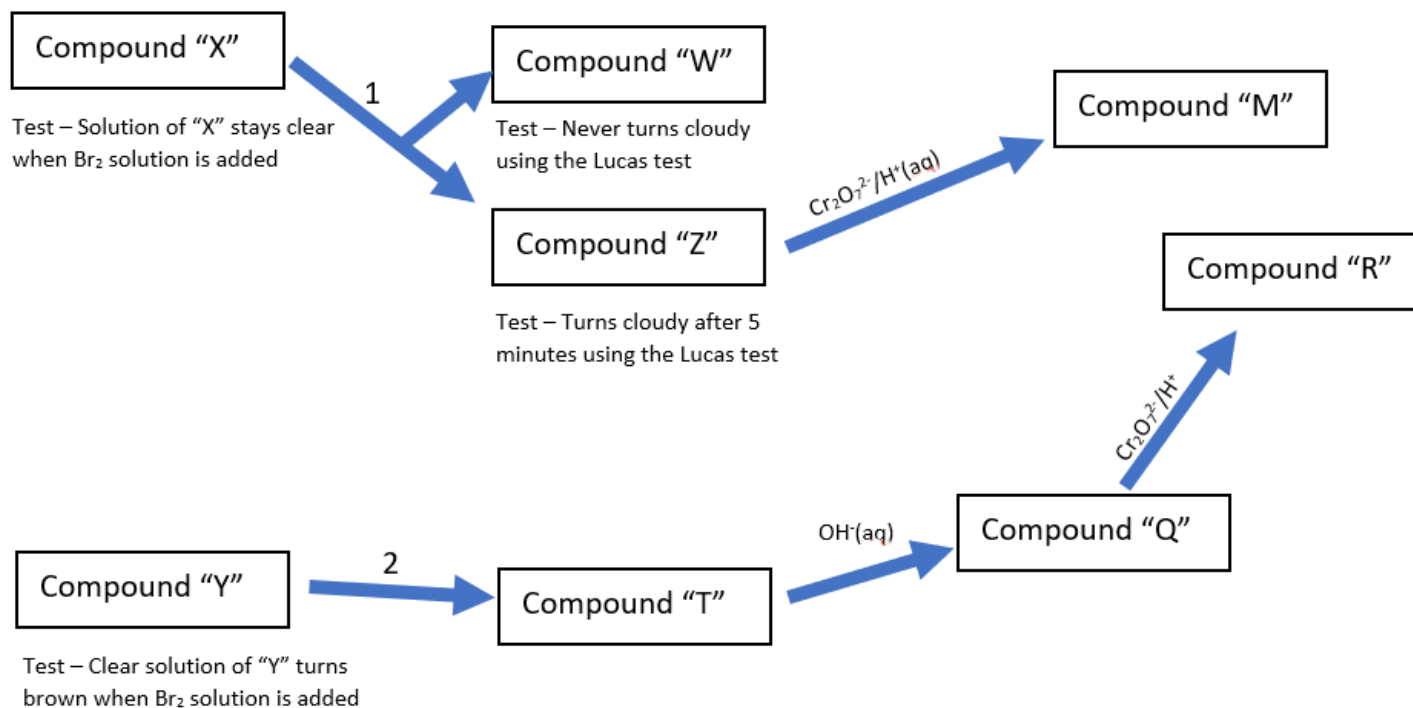 Compound “X”
Test – Solution of “X” stays clear
when Br₂ solution is added
1
Compound “W”
Test – Never turns cloudy
using the Lucas test
Compound “Z”
Test – Turns cloudy after 5
minutes using the Lucas test
Cr₂O₇²⁻/H⁺(aq)
Compound “M”
Compound “R”
Cr₂O₇²⁻/H⁺
Compound “Q”
OH⁻(aq)
Compound “Y”
2
Compound “T”
Test – Clear solution of “Y” turns
brown when Br₂ solution is added